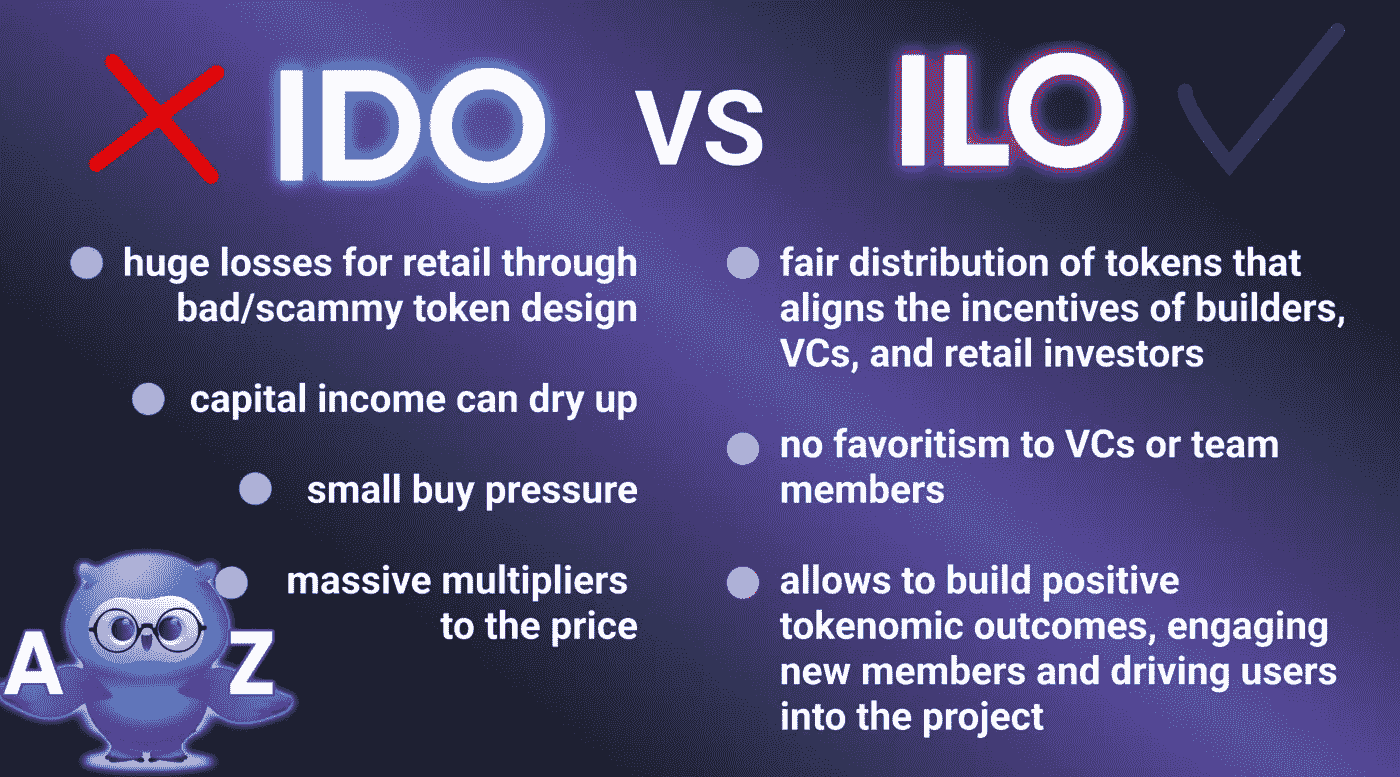 IDO VS ILO
huge losses for retail through
bad/scammy token design
capital income can dry up
small buy pressure
massive multipliers
to the price
fair distribution of tokens that
aligns the incentives of builders,
VCs, and retail investors
no favoritism to VCs or team
members
allows to build positive
tokenomic outcomes, engaging
new members and driving users
into the project
A Z